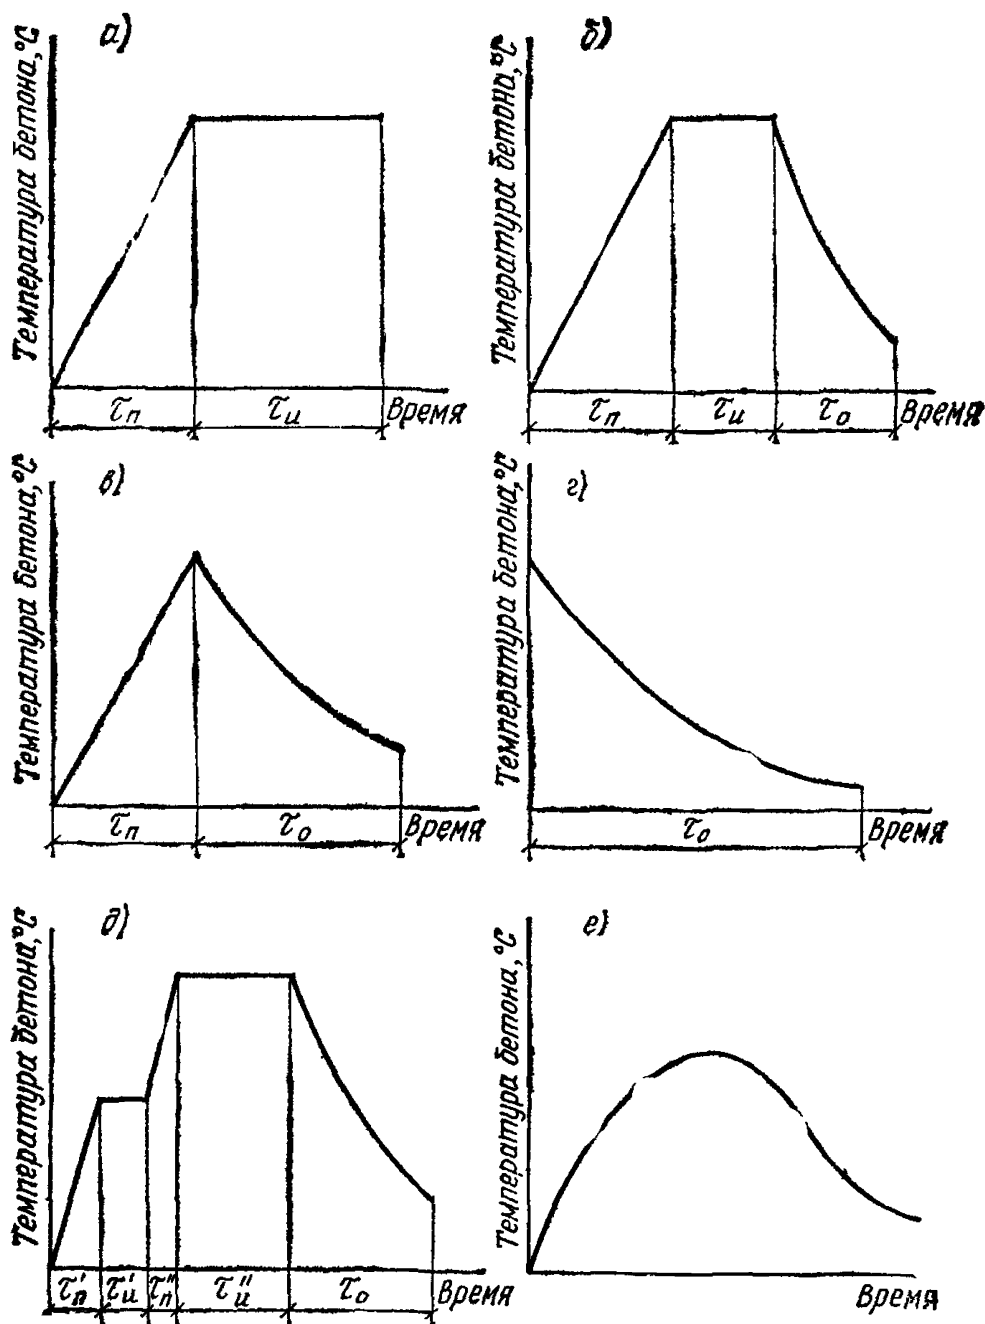 а)
Температура бетона,°С
τп
τи
Время
б)
Температура бетона,°С
τп
τи
τо
Время
в)
Температура бетона,°С
τп
τо
Время
г)
Температура бетона,°С
τо
Время
д)
Температура бетона,°С
τ'п
τ'и
τ"п
τ"и
τо
Время
е)
Температура бетона,°С
Время